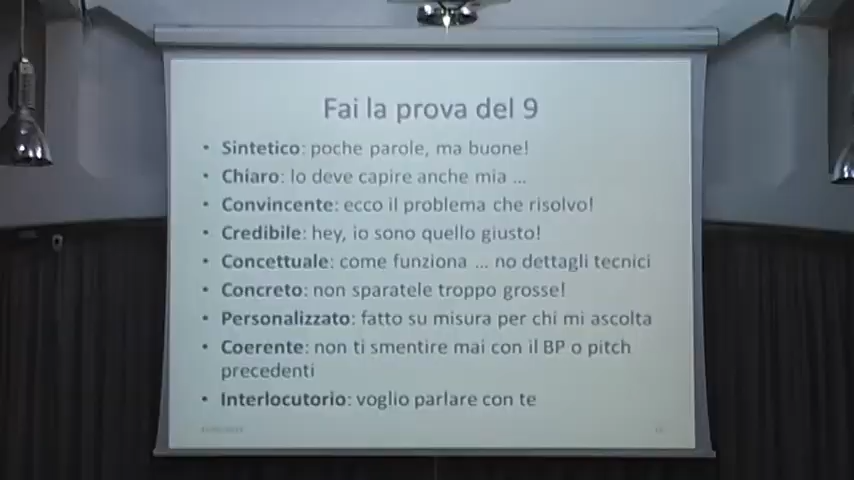 Fai la prova del 9
• Sintetico: poche parole, ma buone!
• Chiaro: lo deve capire anche mia ...
• Convincente: ecco il problema che risolvo!
• Credibile: hey, io sono quello giusto!
• Concettuale: come funziona ... no dettagli tecnici
• Concreto: non sparatele troppo grosse!
• Personalizzato: fatto su misura per chi mi ascolta
• Coerente: non ti smentire mai con il BP o pitch
precedenti
• Interlocutorio: voglio parlare con te